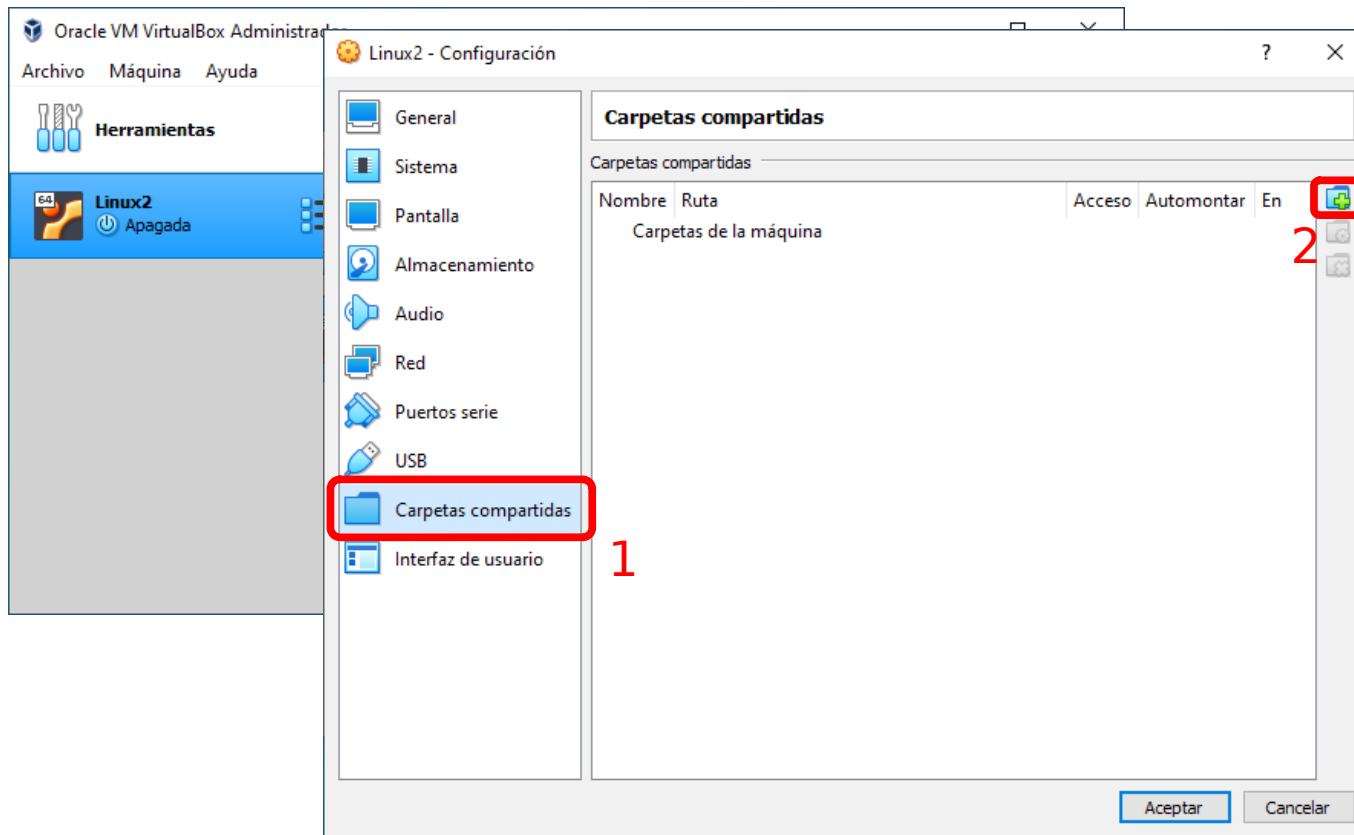 Oracle VM VirtualBox Administrador
Archivo Máquina Ayuda
Herramientas
64
Linux2
Apagada
Linux2 - Configuración
?
General
Sistema
Pantalla
Almacenamiento
Audio
Red
Puertos serie
USB
Carpetas compartidas
Interfaz de usuario
1
Carpetas compartidas
Carpetas compartidas
Nombre Ruta Acceso Automontar En
Carpetas de la máquina
2
Aceptar Cancelar